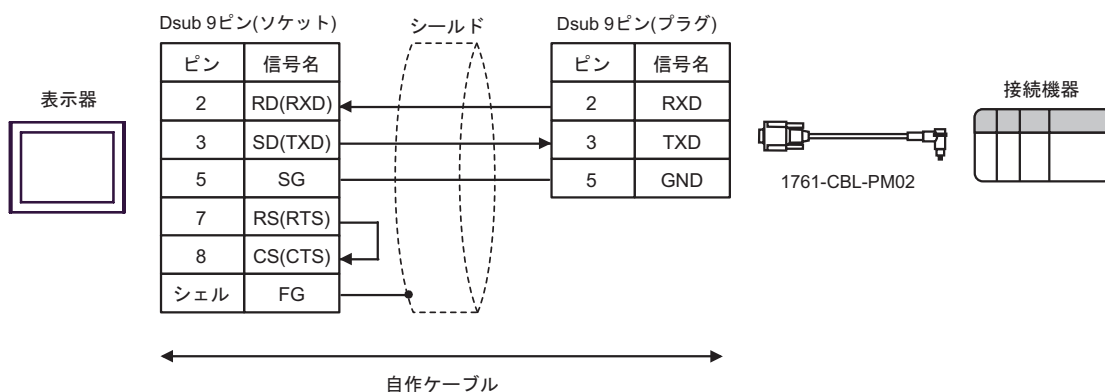 Dsub 9ピン(ソケット)
シールド
Dsub 9ピン(プラグ)
ピン 信号名
ピン 信号名
表示器
接続機器
2 RD(RXD)
2 RXD
3 SD(TXD)
3 TXD
5 SG
5 GND
1761-CBL-PM02
7 RS(RTS)
8 CS(CTS)
シェル FG
自作ケーブル